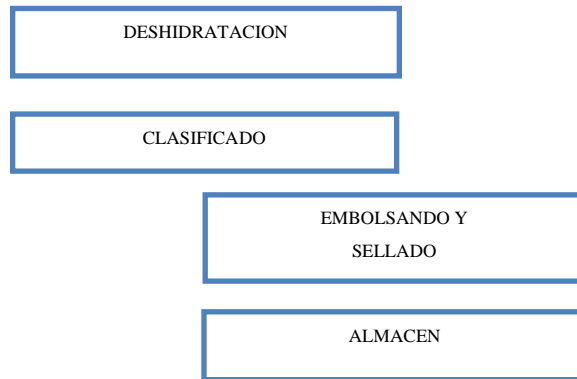 DESHIDRATACION
CLASIFICADO
EMBOLSANDO Y
SELLADO
ALMACEN